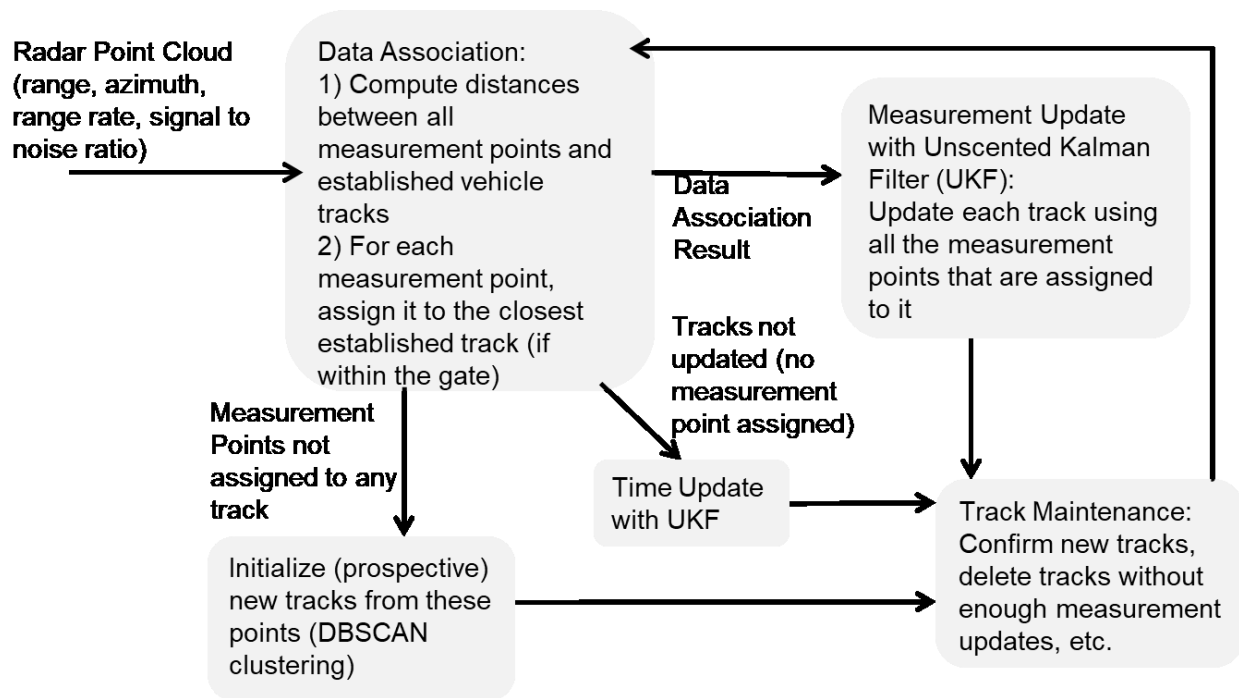 Radar Point Cloud
(range, azimuth,
range rate, signal to
noise ratio)
Data Association:
1) Compute distances
between all
measurement points and
established vehicle
tracks
2) For each
measurement point,
assign it to the closest
established track (if
within the gate)
Data
Association
Result
Measurement Update
with Unscented Kalman
Filter (UKF):
Update each track using
all the measurement
points that are assigned
to it
Tracks not
updated (no
measurement
point assigned)
Measurement
Points not
assigned to any
track
Time Update
with UKF
Initialize (prospective)
new tracks from these
points (DBSCAN
clustering)
Track Maintenance:
Confirm new tracks,
delete tracks without
enough measurement
updates, etc.